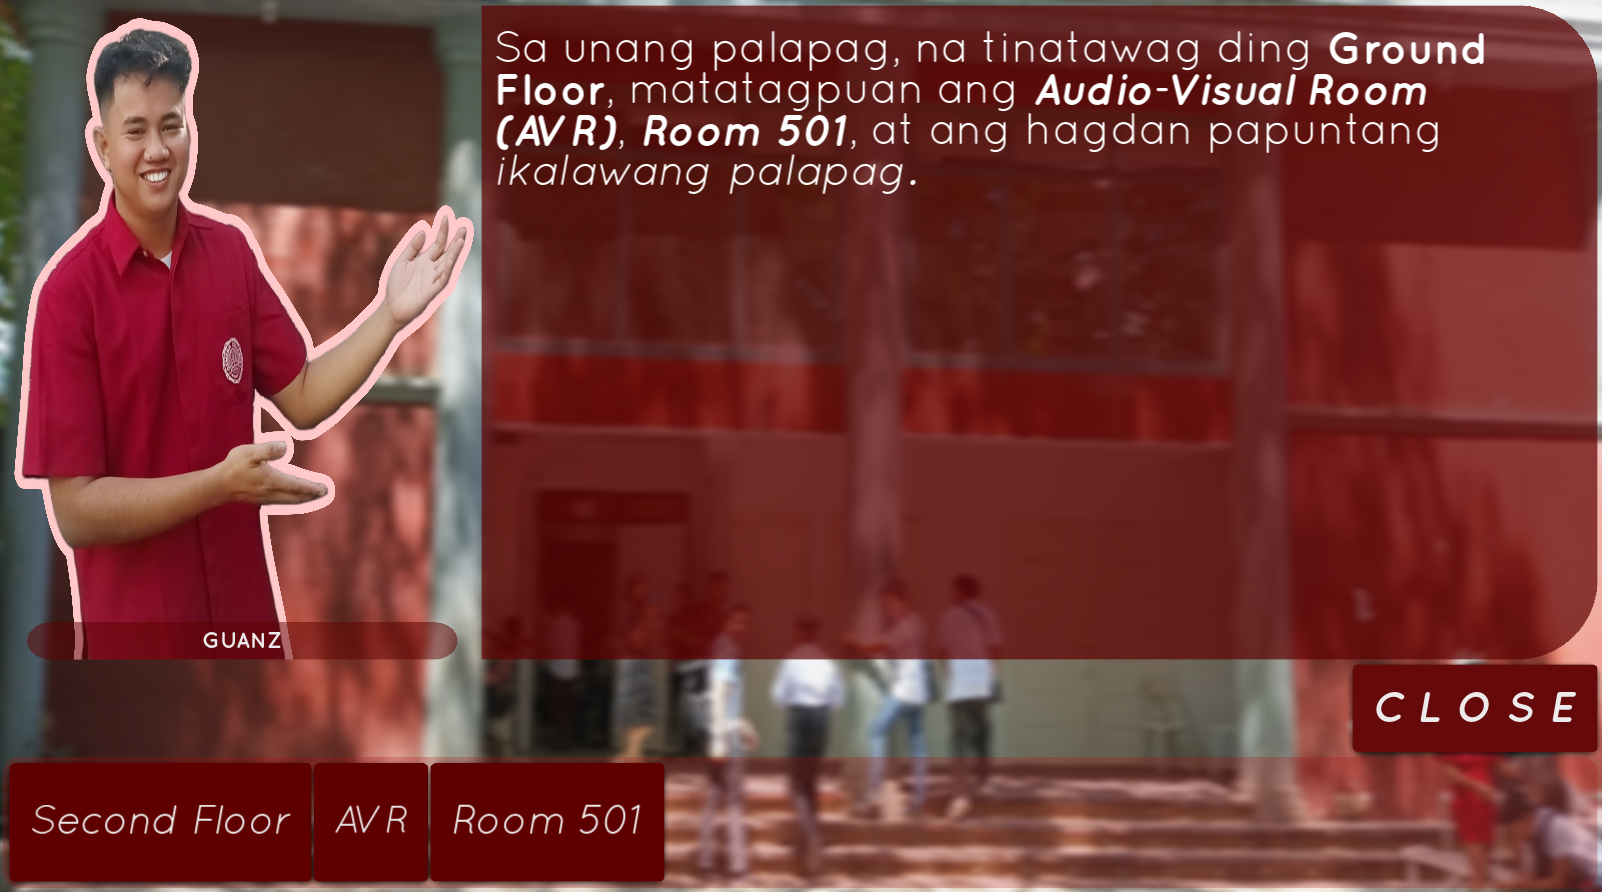 Sa unang palapag, na tinatawag ding Ground
Floor, matatagpuan ang Audio-Visual Room
(AVR), Room 501, at ang hagdan papuntang
ikalawang palapag.
GUANZ
CLOSE
Second Floor
AVR
Room 501